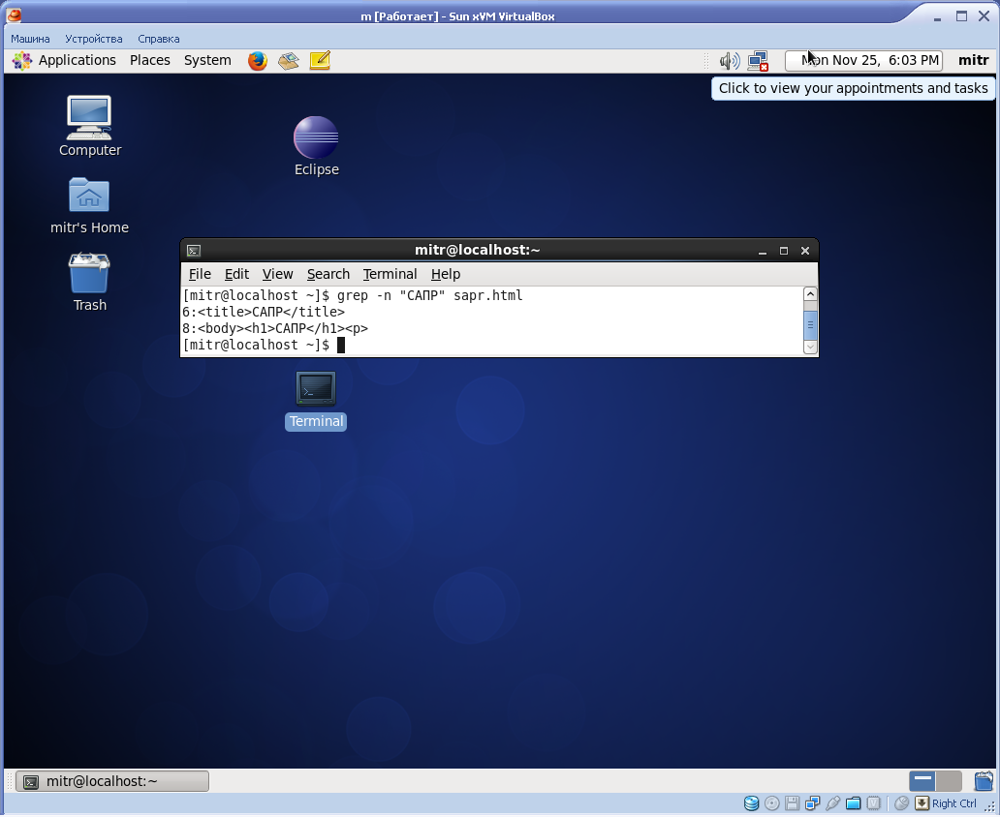 m [Работает] - Sun xVM VirtualBox
Машина Устройства Справка
Applications Places System Mon Nov 25, 6:03 PM mitr
Click to view your appointments and tasks
Computer
Eclipse
mitr's Home
Trash
mitr@localhost:~
File Edit View Search Terminal Help
[mitr@localhost ~]$ grep -n "САПР" sapr.html
6:<title>САПР</title>
8:<body><h1>САПР</h1><p>
[mitr@localhost ~]$
Terminal
mitr@localhost:~
Right Ctrl